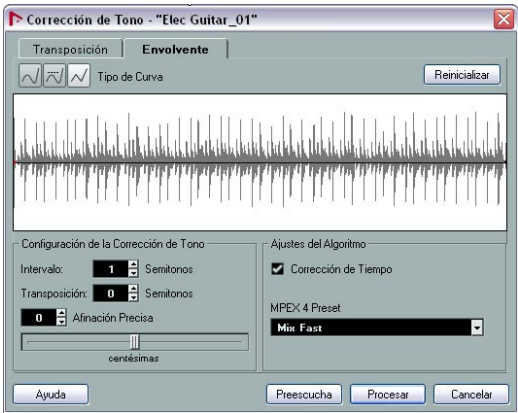 Corrección de Tono - "Elec Guitar_01"
Transposición Envolvente
Tipo de Curva Reinicializar
Configuración de la Corrección de Tono
Intervalo: 1 Semitonos
Transposición: 0 Semitonos
0 Afinación Precisa
centésimas
Ajustes del Algoritmo
Corrección de Tiempo
MPEX 4 Preset
Mix Fast
Ayuda Preescucha Procesar Cancelar